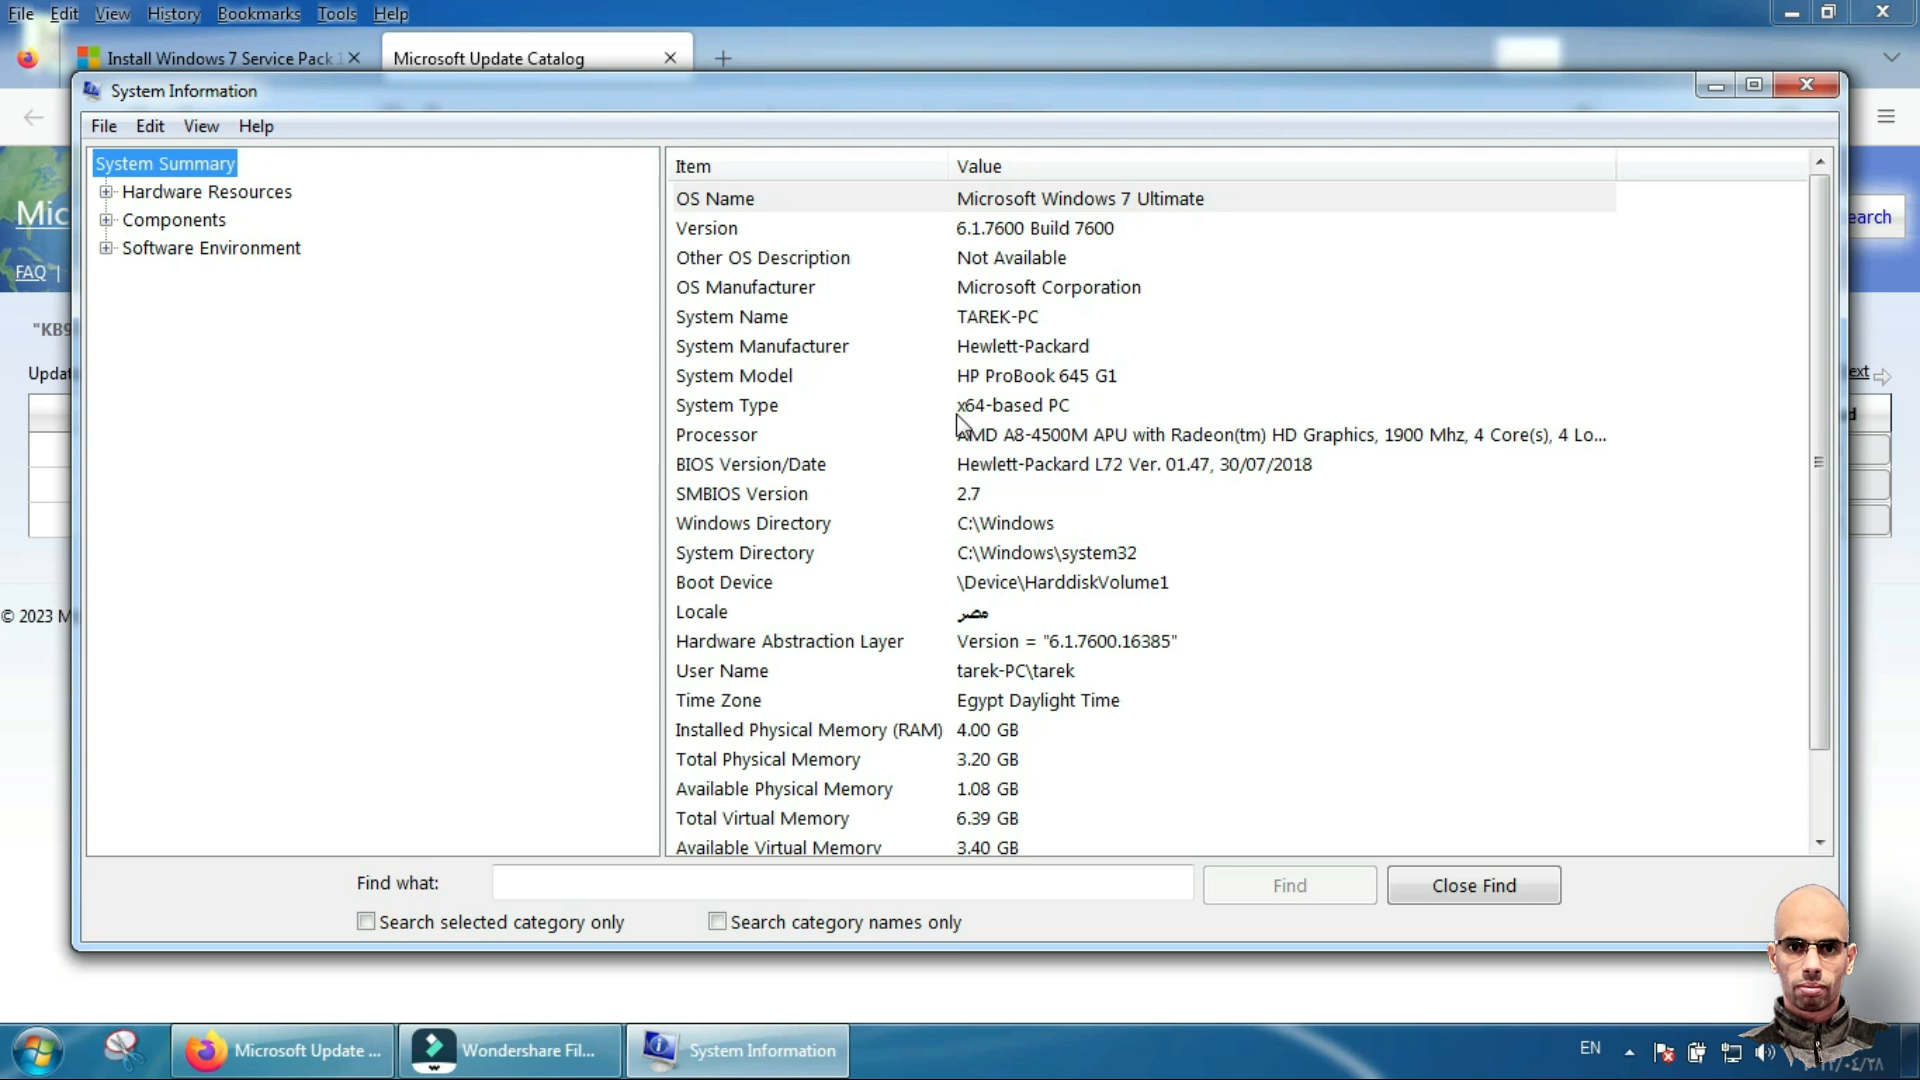 File Edit View History Bookmarks Tools Help
Install Windows 7 Service Pack 1
Microsoft Update Catalog
System Information
File Edit View Help
System Summary
Hardware Resources
Components
Software Environment
Item Value
OS Name Microsoft Windows 7 Ultimate
Version 6.1.7600 Build 7600
Other OS Description Not Available
OS Manufacturer Microsoft Corporation
System Name TAREK-PC
System Manufacturer Hewlett-Packard
System Model HP ProBook 645 G1
System Type x64-based PC
Processor AMD A8-4500M APU with Radeon(tm) HD Graphics, 1900 Mhz, 4 Core(s), 4 Lo...
BIOS Version/Date Hewlett-Packard L72 Ver. 01.47, 30/07/2018
SMBIOS Version 2.7
Windows Directory C:\Windows
System Directory C:\Windows\system32
Boot Device \Device\HarddiskVolume1
Locale مصر
Hardware Abstraction Layer Version = "6.1.7600.16385"
User Name tarek-PC\tarek
Time Zone Egypt Daylight Time
Installed Physical Memory (RAM) 4.00 GB
Total Physical Memory 3.20 GB
Available Physical Memory 1.08 GB
Total Virtual Memory 6.39 GB
Available Virtual Memory 3.40 GB
Find what: Find Close Find
Search selected category only Search category names only
Mic
FAQ |
"KB9
Updat
© 2023 M
earch
ext
d
Microsoft Update ...
Wondershare Fil...
System Information
EN